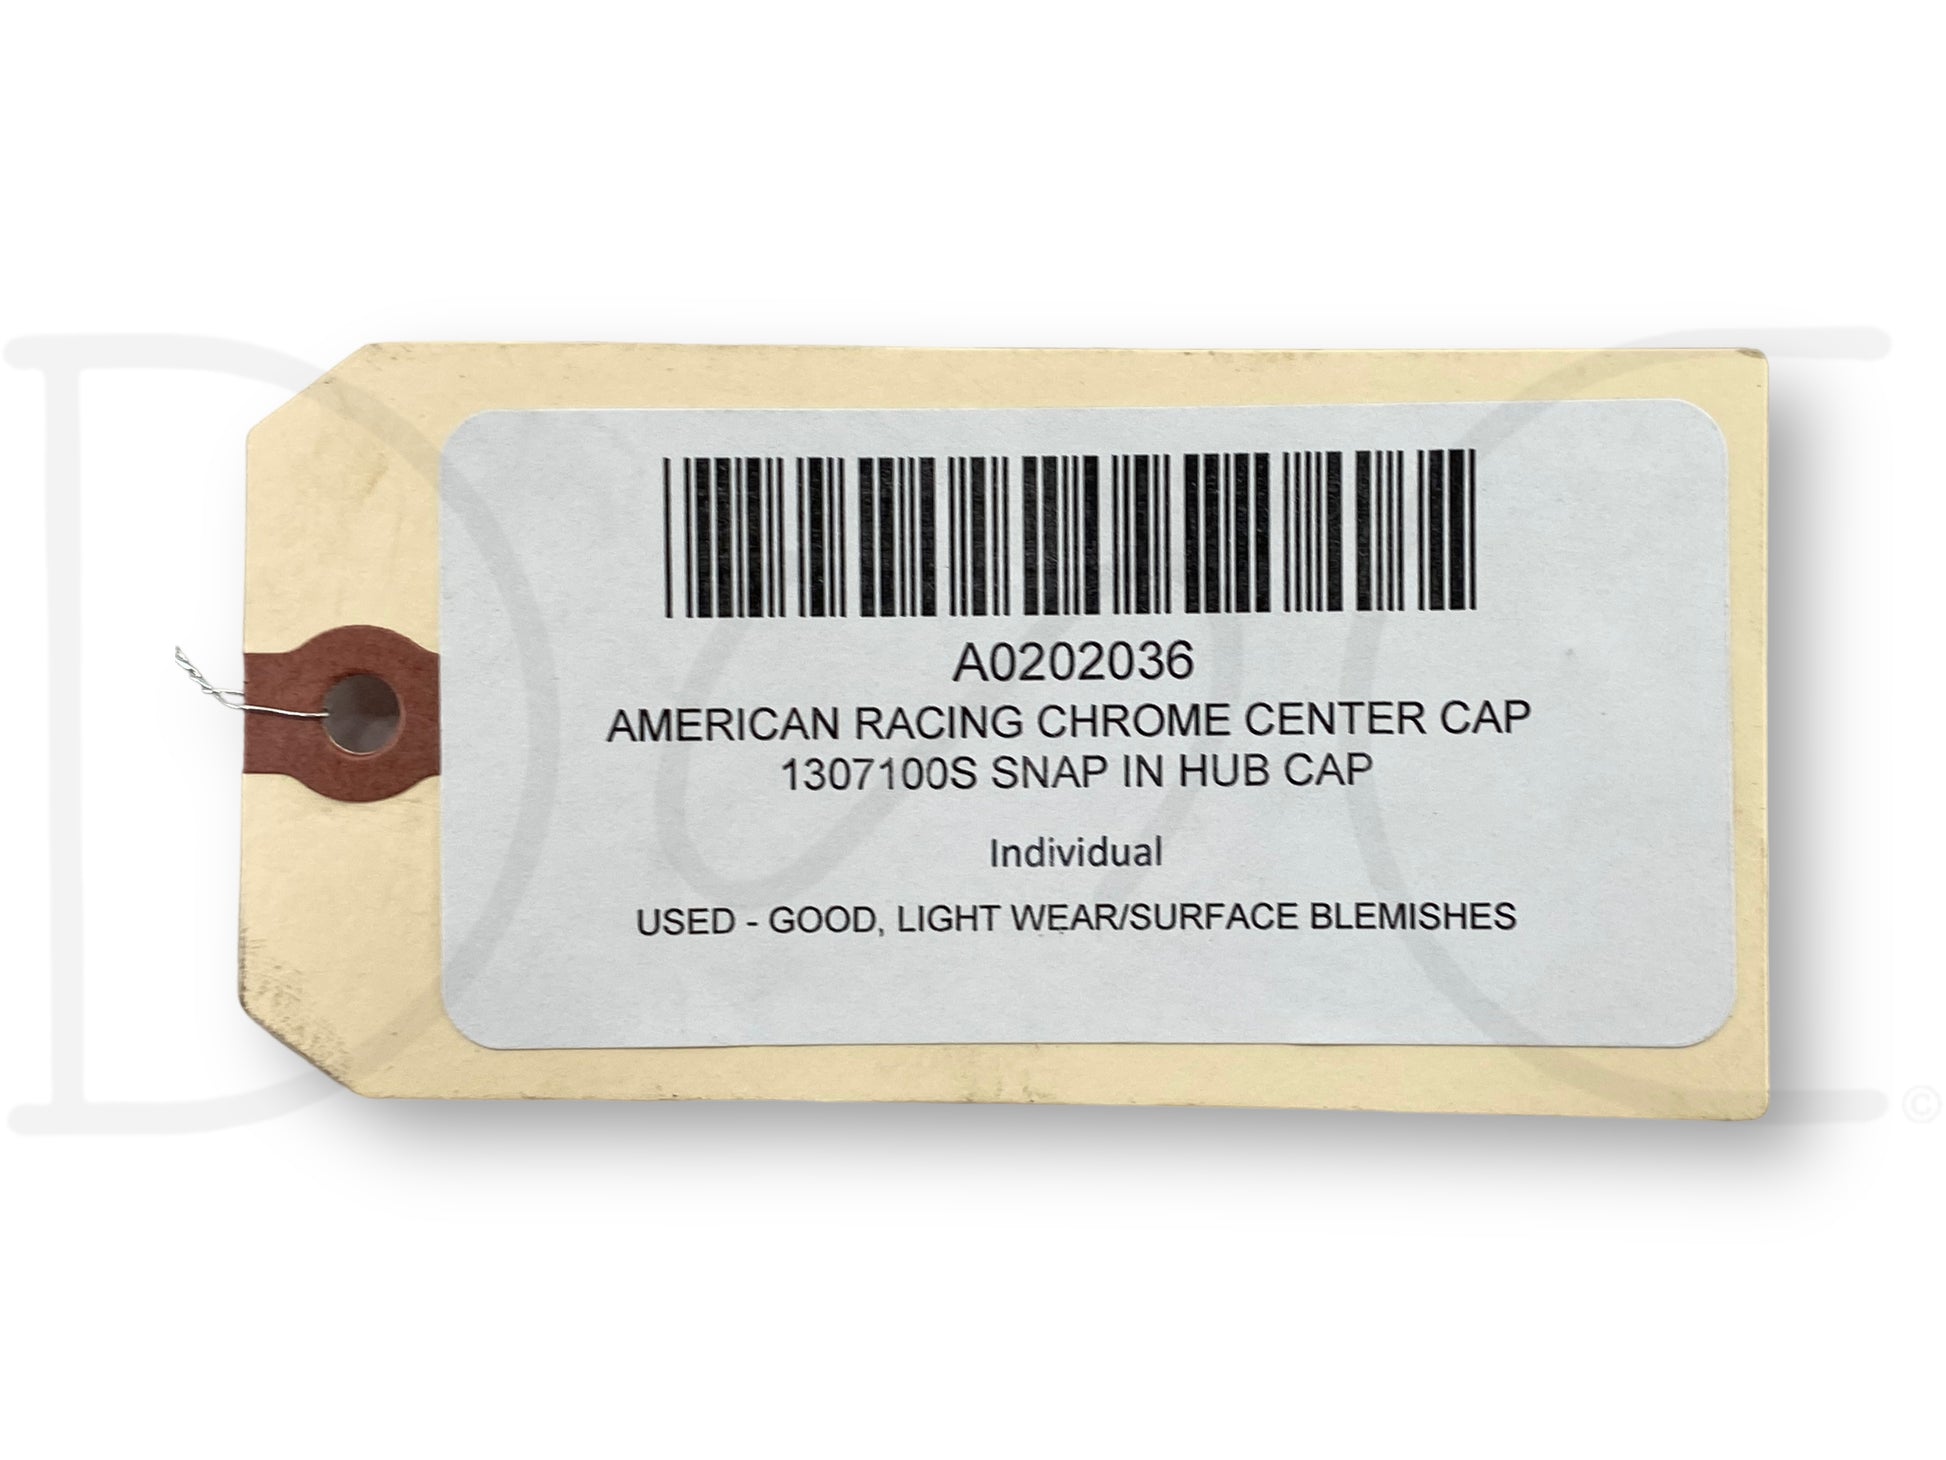 A0202036
AMERICAN RACING CHROME CENTER CAP
1307100S SNAP IN HUB CAP
Individual
USED - GOOD, LIGHT WEAR/SURFACE BLEMISHES
©